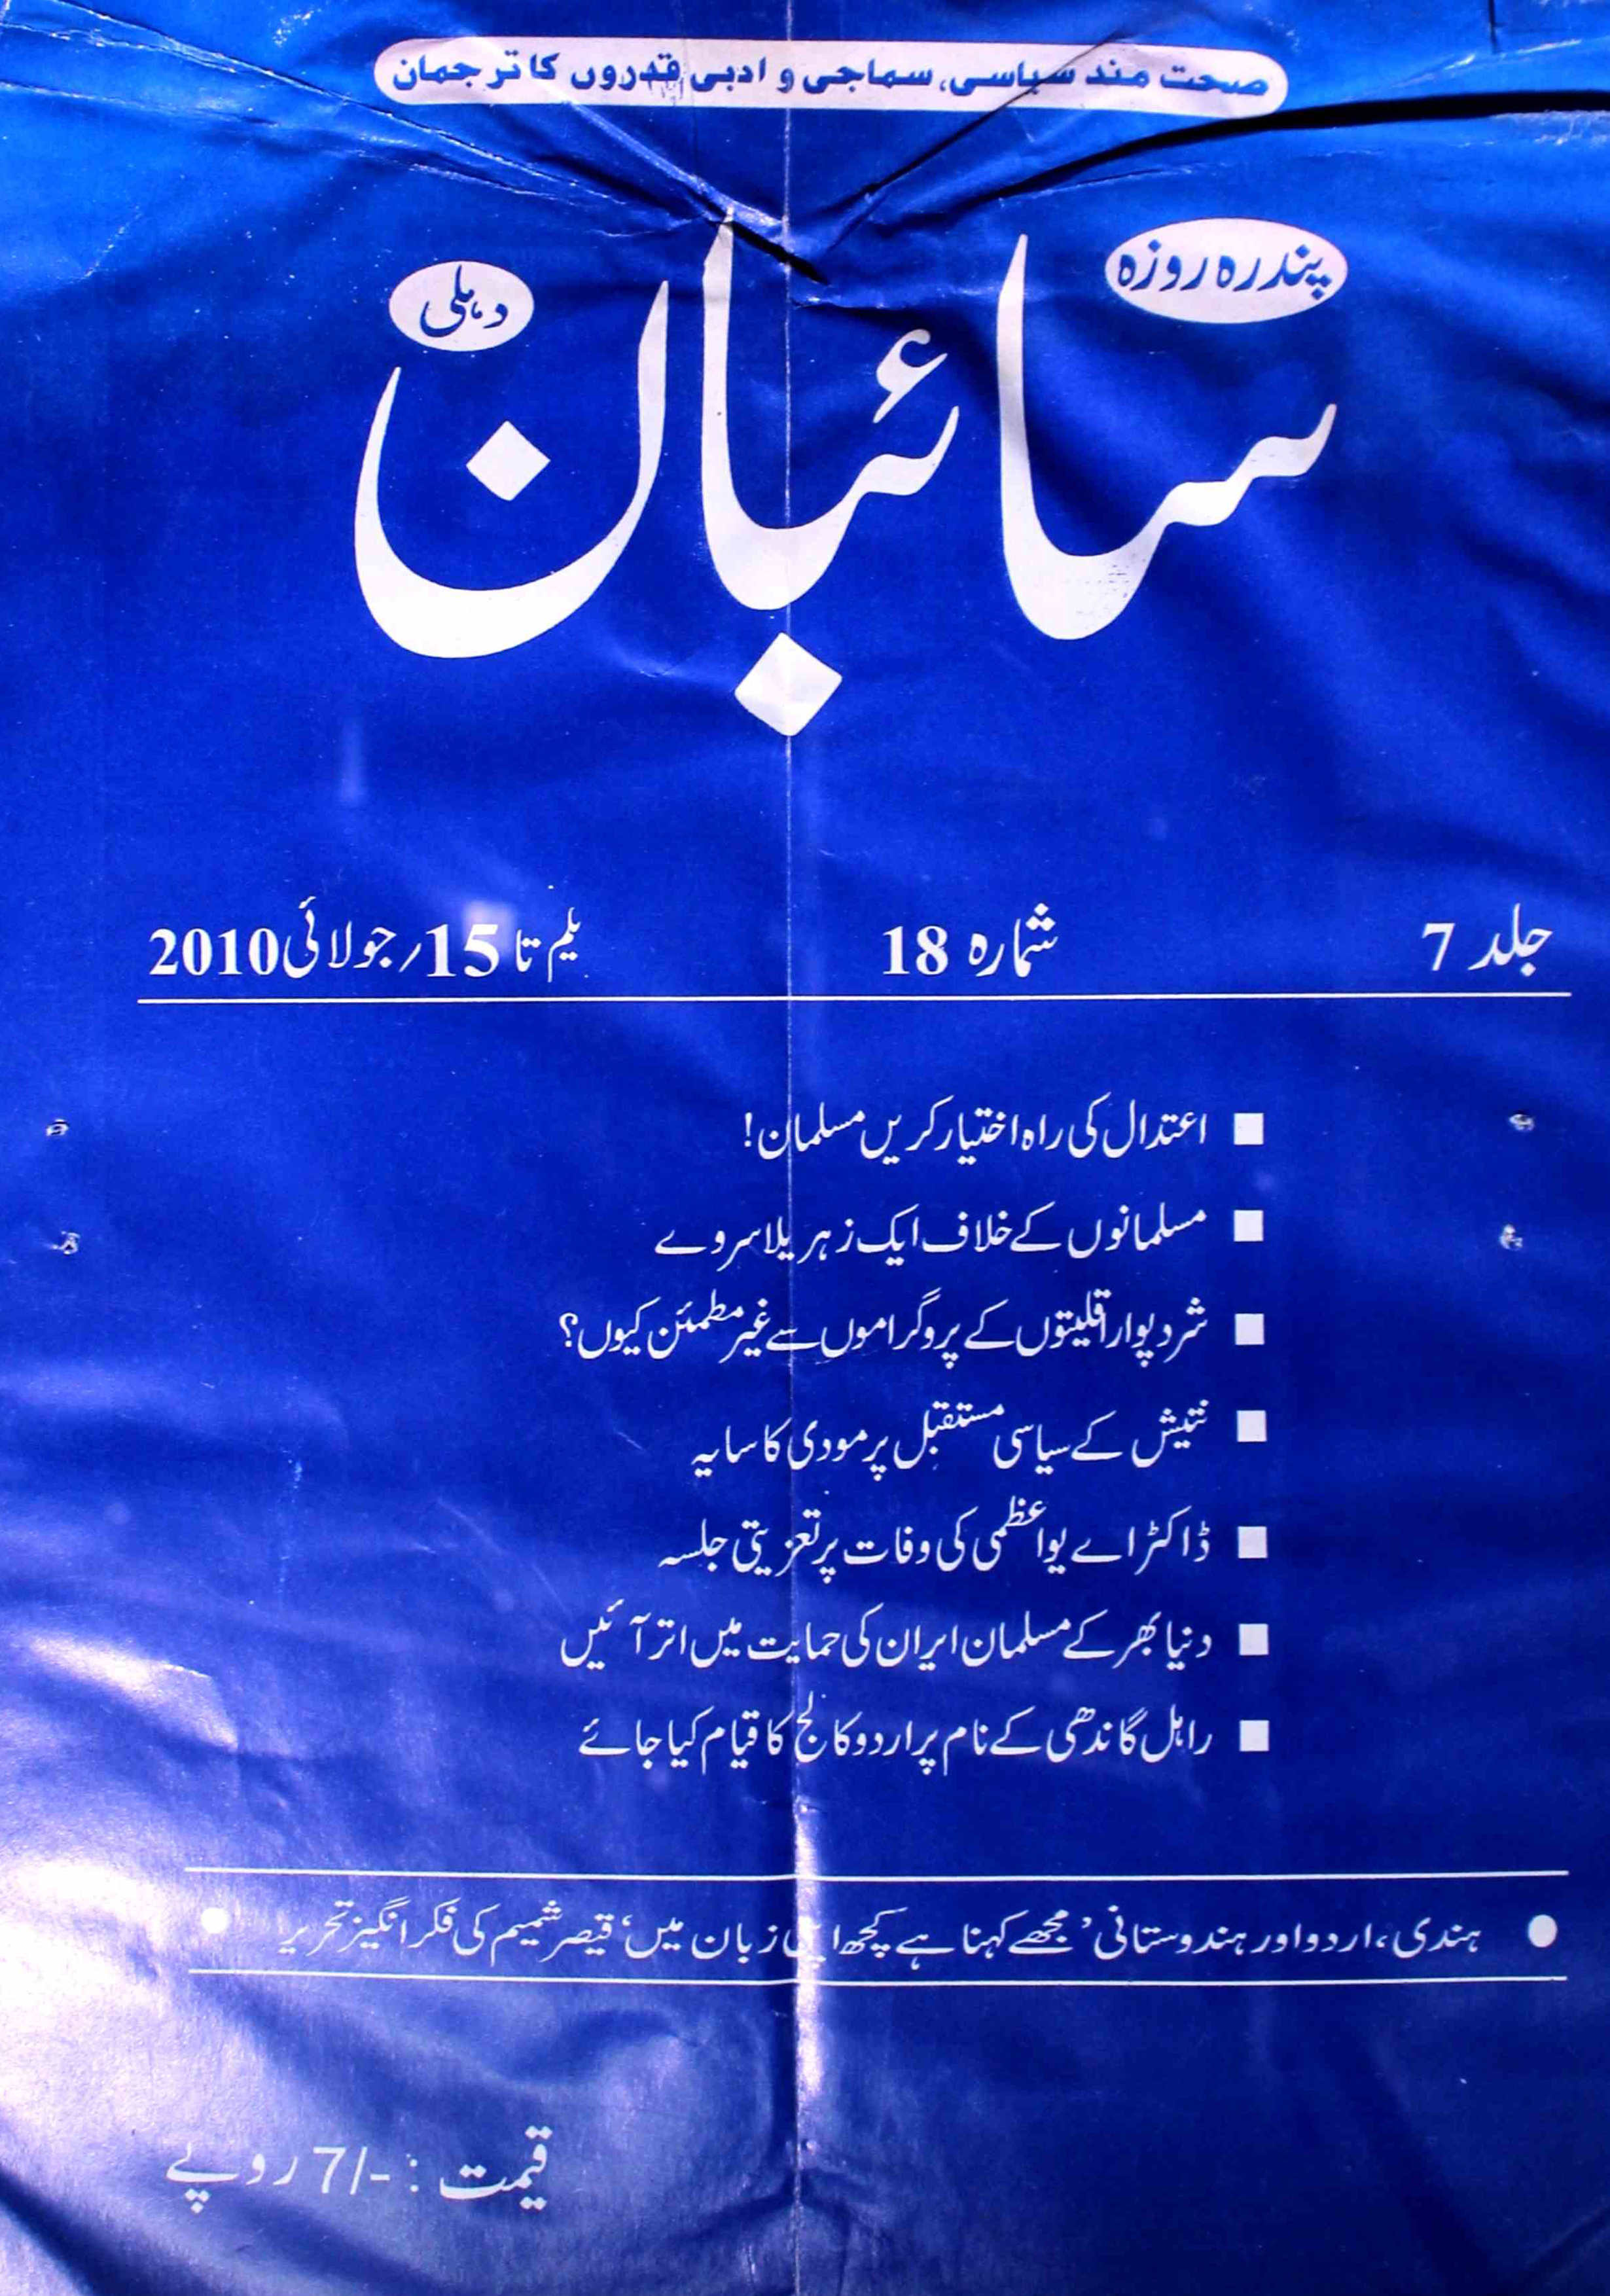 صحت مند سیاسی، سماجی و ادبی قدروں کا ترجمان
پندرہ روزہ
سائبان
دہلی
جلد 7 شمارہ 18 یکم تا 15؍ جولائی 2010
■ اعتدال کی راہ اختیار کریں مسلمان!
■ مسلمانوں کے خلاف ایک زہریلا سروے
■ شرد پوار اقلیتوں کے پروگراموں سے غیر مطمئن کیوں؟
■ نتیش کے سیاسی مستقبل پر مودی کا سایہ
■ ڈاکٹر اے یو اعظمی کی وفات پر تعزیتی جلسہ
■ دنیا بھر کے مسلمان ایران کی حمایت میں اتر آئیں
■ راہل گاندھی کے نام پر اردو کالج کا قیام کیا جائے
● ہندی، اردو اور ہندوستانی ’مجھے کہنا ہے کچھ اپنی زبان میں‘ قیصر شمیم کی فکر انگیز تحریر ●
قیمت : -/7 روپے